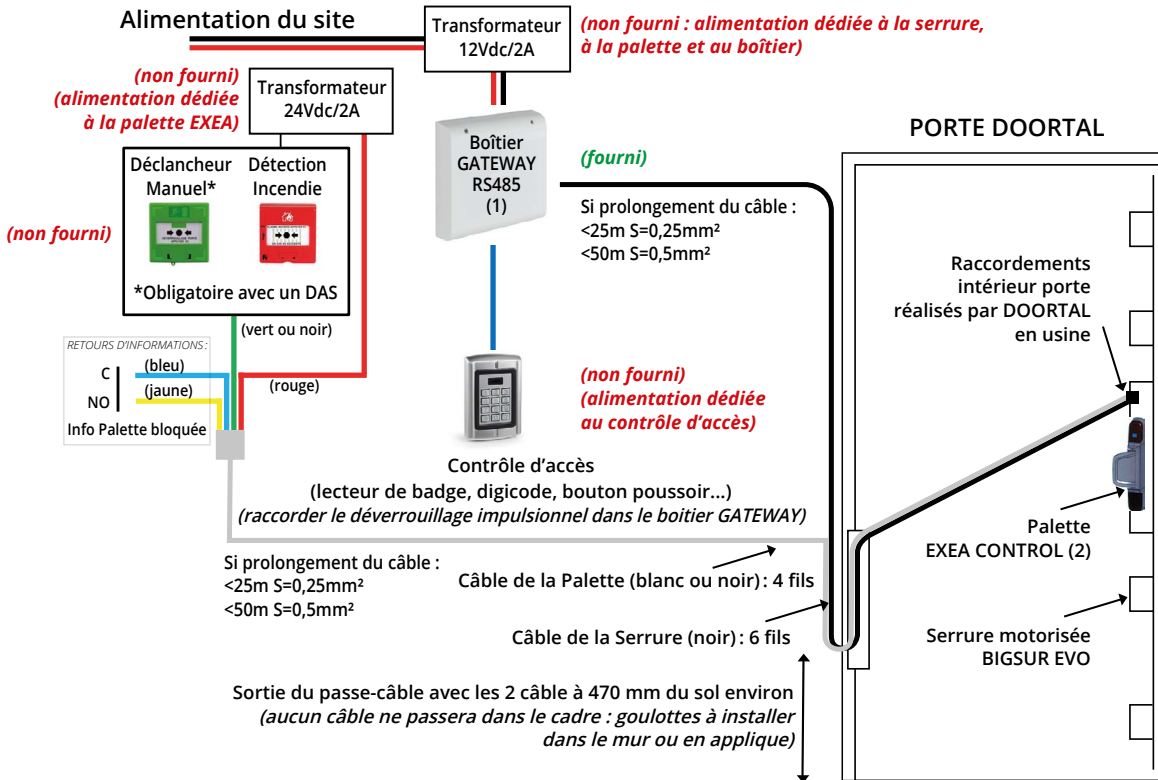 Alimentation du site
Transformateur
12Vdc/2A
(non fourni : alimentation dédiée à la serrure,
à la palette et au boîtier)
(non fourni)
(alimentation dédiée
à la palette EXEA)
Transformateur
24Vdc/2A
Déclancheur
Manuel*
Détection
Incendie
*Obligatoire avec un DAS
(non fourni)
(vert ou noir)
RETOURS D'INFORMATIONS :
C
(bleu)
NO
(jaune)
Info Palette bloquée
(rouge)
Boîtier
GATEWAY
RS485
(1)
(fourni)
Si prolongement du câble :
<25m S=0,25mm²
<50m S=0,5mm²
(non fourni)
(alimentation dédiée
au contrôle d'accès)
Contrôle d'accès
(lecteur de badge, digicode, bouton poussoir...)
(raccorder le déverrouillage impulsionnel dans le boitier GATEWAY)
Si prolongement du câble :
<25m S=0,25mm²
<50m S=0,5mm²
Câble de la Palette (blanc ou noir) : 4 fils
Câble de la Serrure (noir) : 6 fils
Sortie du passe-câble avec les 2 câble à 470 mm du sol environ
(aucun câble ne passera dans le cadre : goulottes à installer
dans le mur ou en applique)
PORTE DOORTAL
Raccordements
intérieur porte
réalisés par DOORTAL
en usine
Palette
EXEA CONTROL (2)
Serrure motorisée
BIGSUR EVO